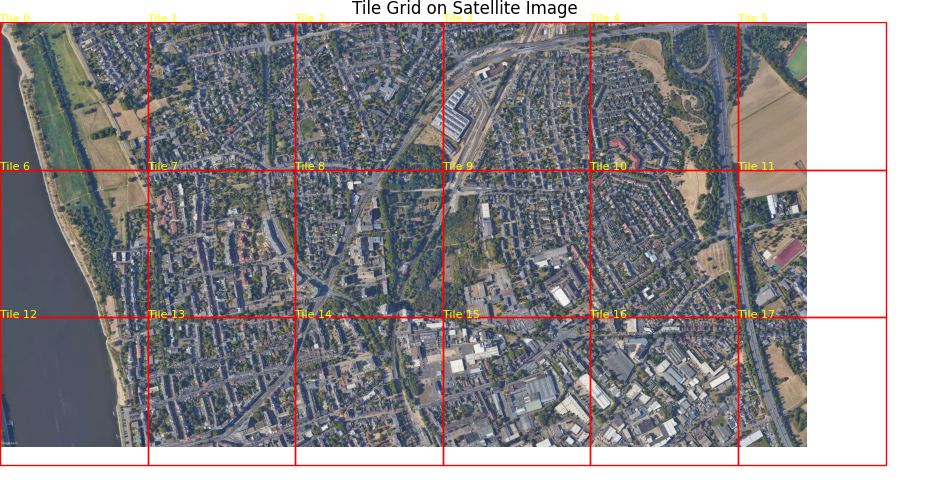 Tile Grid on Satellite Image
Tile 0
Tile 1
Tile 2
Tile 3
Tile 4
Tile 5
Tile 6
Tile 7
Tile 8
Tile 9
Tile 10
Tile 11
Tile 12
Tile 13
Tile 14
Tile 15
Tile 16
Tile 17